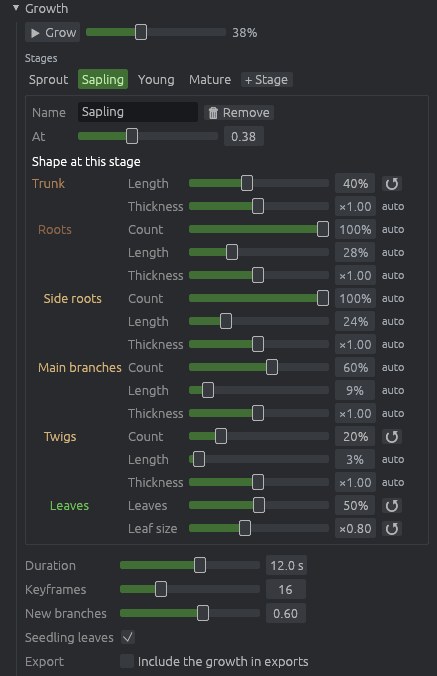 Growth
Grow 38%
Stages
Sprout Sapling Young Mature + Stage
Name Sapling Remove
At 0.38
Shape at this stage
Trunk Length 40%
Thickness ×1.00 auto
Roots Count 100% auto
Length 28% auto
Thickness ×1.00 auto
Side roots Count 100% auto
Length 24% auto
Thickness ×1.00 auto
Main branches Count 60% auto
Length 9% auto
Thickness ×1.00 auto
Twigs Count 20%
Length 3% auto
Thickness ×1.00 auto
Leaves Leaves 50%
Leaf size ×0.80
Duration 12.0 s
Keyframes 16
New branches 0.60
Seedling leaves
Export Include the growth in exports